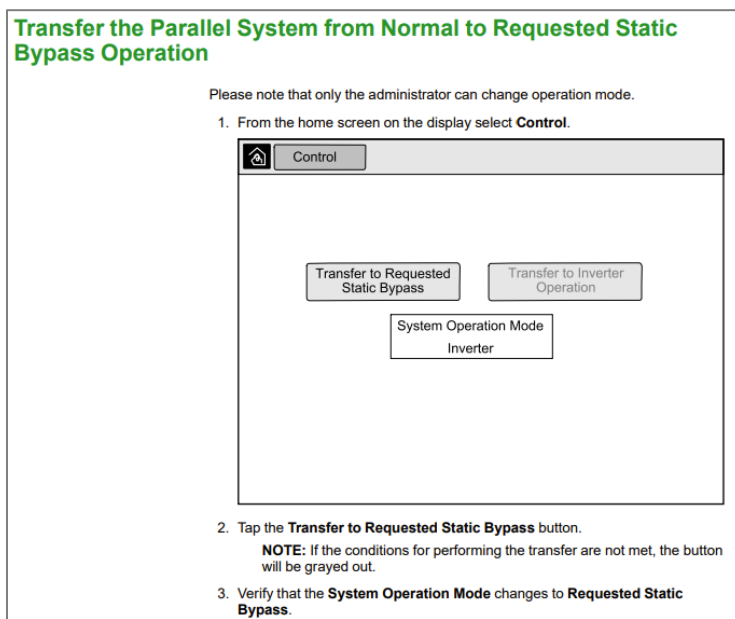 Transfer the Parallel System from Normal to Requested Static
Bypass Operation
Please note that only the administrator can change operation mode.
1. From the home screen on the display select Control.
Control
Transfer to Requested
Static Bypass
Transfer to Inverter
Operation
System Operation Mode
Inverter
2. Tap the Transfer to Requested Static Bypass button.
NOTE: If the conditions for performing the transfer are not met, the button
will be grayed out.
3. Verify that the System Operation Mode changes to Requested Static
Bypass.